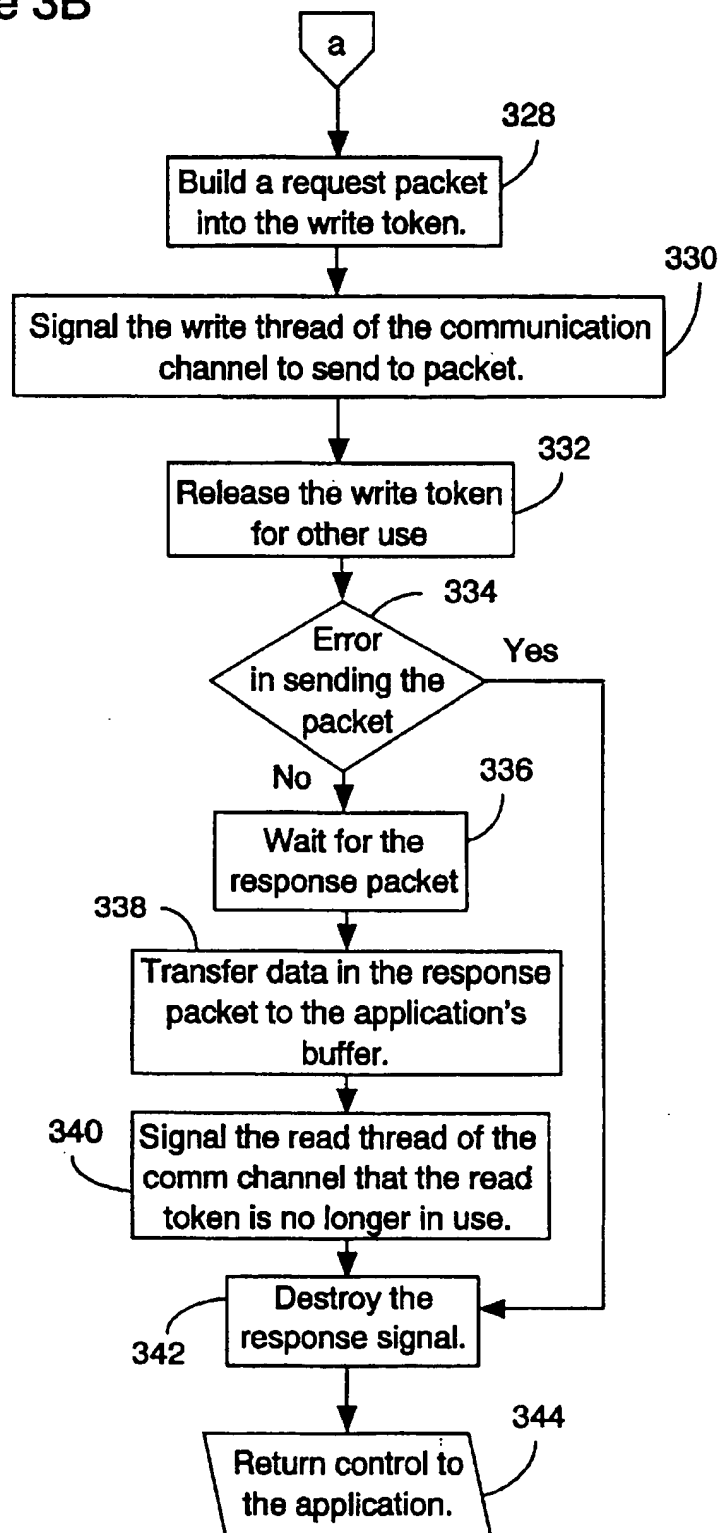 e 3B
a
328
Build a request packet
into the write token.
330
Signal the write thread of the communication
channel to send to packet.
332
Release the write token
for other use
334
Error
in sending the
packet
Yes
No
336
Wait for the
response packet
338
Transfer data in the response
packet to the application's
buffer.
340
Signal the read thread of the
comm channel that the read
token is no longer in use.
Destroy the
response signal.
342
344
Return control to
the application.